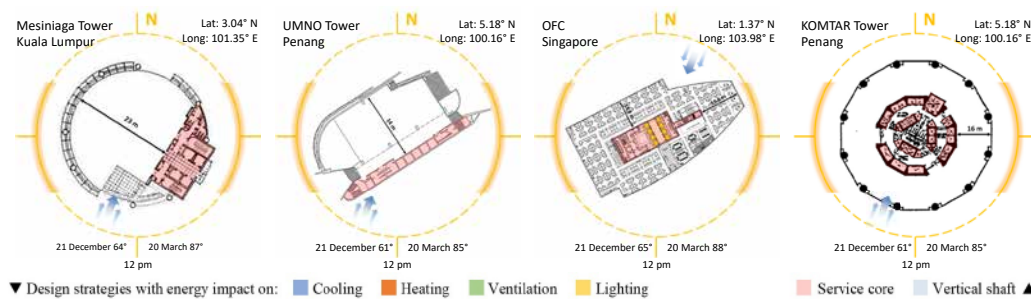 Mesiniaga Tower
Kuala Lumpur
N
Lat: 3.04° N
Long: 101.35° E
23 m
21 December 64°
20 March 87°
12 pm
UMNO Tower
Penang
N
Lat: 5.18° N
Long: 100.16° E
14 m
21 December 61°
20 March 85°
12 pm
OFC
Singapore
Lat: 1.37° N
Long: 103.98° E
N
21 December 65°
20 March 88°
12 pm
KOMTAR Tower
Penang
N
Lat: 5.18° N
Long: 100.16° E
16 m
21 December 61°
20 March 85°
12 pm
▼ Design strategies with energy impact on: Cooling Heating Ventilation Lighting Service core Vertical shaft ▲